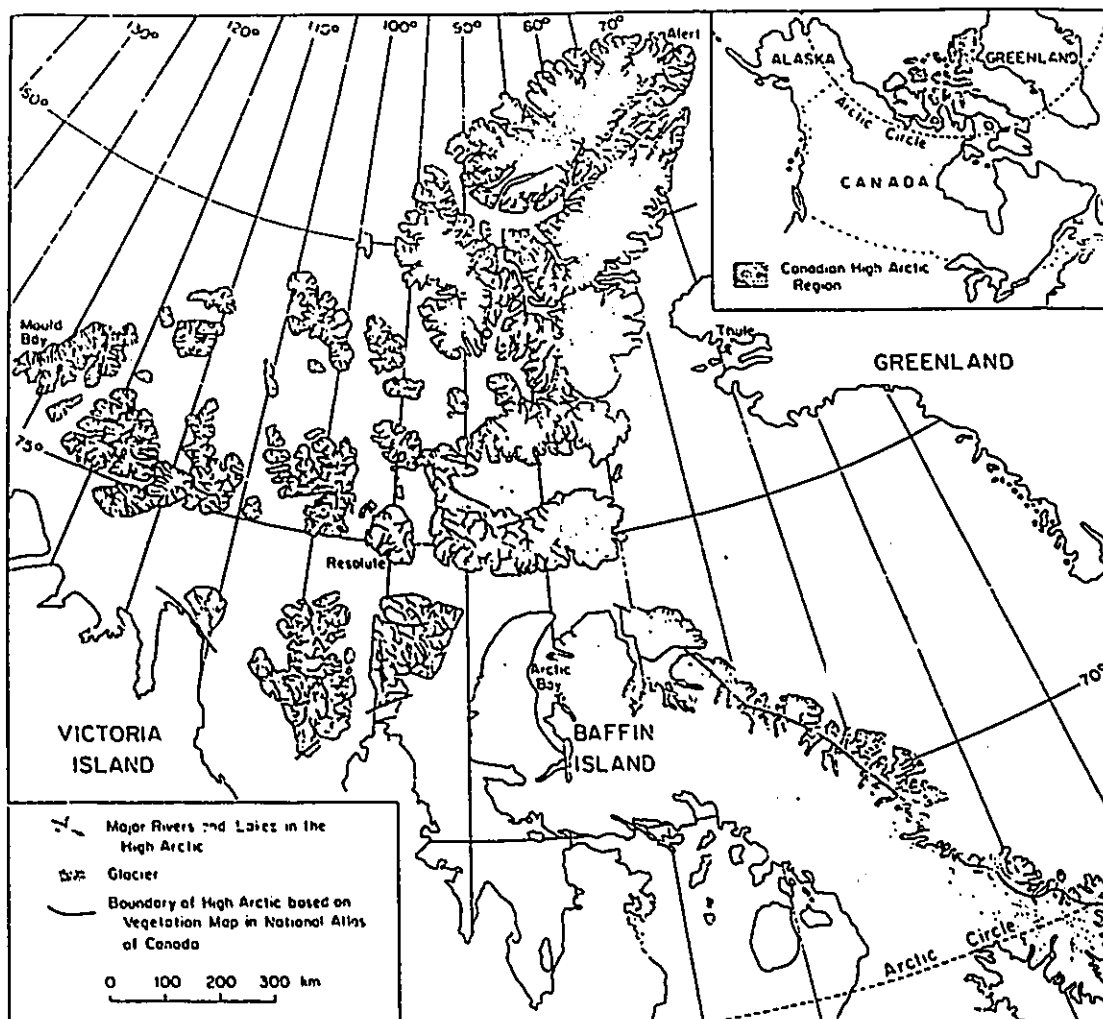 130°
120°
110°
100°
90°
60°
70°
Alert
150°
ALASKA
GREENLAND
Arctic Circle
CANADA
Canadian High Arctic
Region
Mould
Bay
Thule
GREENLAND
75°
Resolute
Arctic
Bay
70°
VICTORIA
ISLAND
BAFFIN
ISLAND
Major Rivers and Lakes in the
High Arctic
Glacier
Boundary of High Arctic based on
Vegetation Map in National Atlas
of Canada
0 100 200 300 km
Arctic Circle